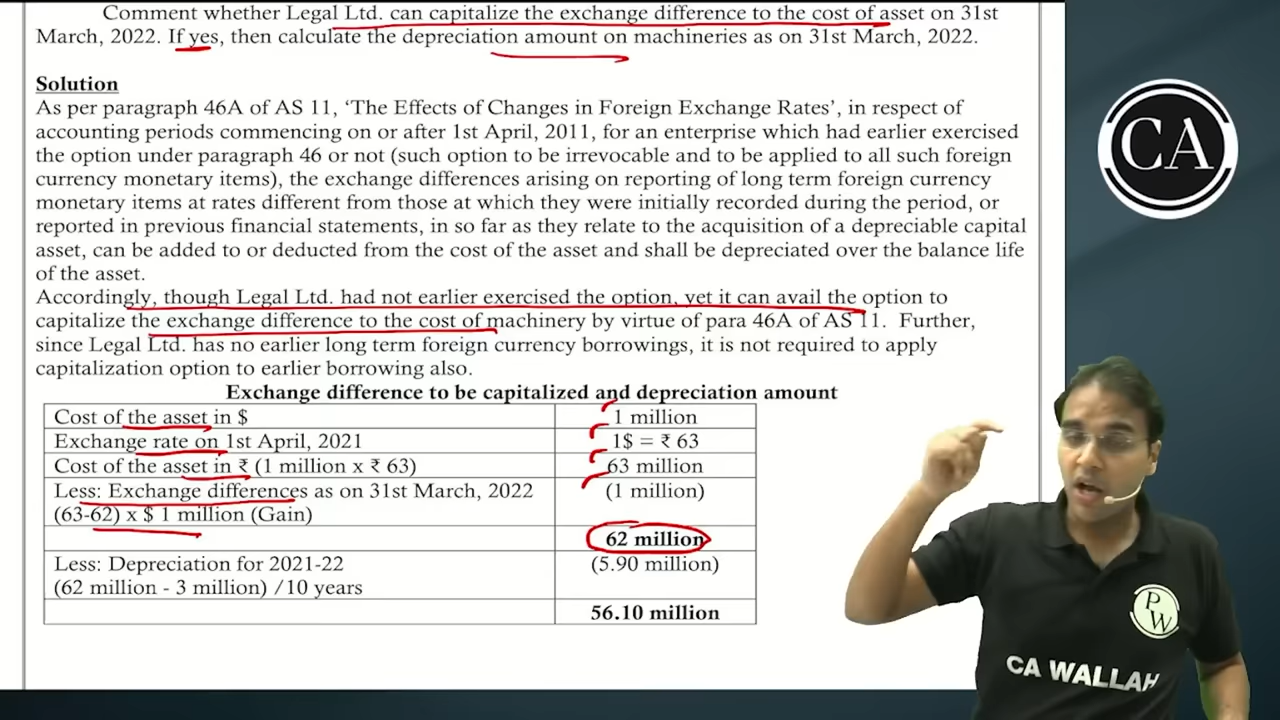 Comment whether Legal Ltd. can capitalize the exchange difference to the cost of asset on 31st
March, 2022. If yes, then calculate the depreciation amount on machineries as on 31st March, 2022.
Solution
As per paragraph 46A of AS 11, ‘The Effects of Changes in Foreign Exchange Rates’, in respect of
accounting periods commencing on or after 1st April, 2011, for an enterprise which had earlier exercised
the option under paragraph 46 or not (such option to be irrevocable and to be applied to all such foreign
currency monetary items), the exchange differences arising on reporting of long term foreign currency
monetary items at rates different from those at which they were initially recorded during the period, or
reported in previous financial statements, in so far as they relate to the acquisition of a depreciable capital
asset, can be added to or deducted from the cost of the asset and shall be depreciated over the balance life
of the asset.
Accordingly, though Legal Ltd. had not earlier exercised the option, yet it can avail the option to
capitalize the exchange difference to the cost of machinery by virtue of para 46A of AS 11. Further,
since Legal Ltd. has no earlier long term foreign currency borrowings, it is not required to apply
capitalization option to earlier borrowing also.
Exchange difference to be capitalized and depreciation amount
Cost of the asset in $ 1 million
Exchange rate on 1st April, 2021 1$ = ₹ 63
Cost of the asset in ₹ (1 million x ₹ 63) 63 million
Less: Exchange differences as on 31st March, 2022 (1 million)
(63-62) x $ 1 million (Gain)
62 million
Less: Depreciation for 2021-22 (5.90 million)
(62 million - 3 million) /10 years
56.10 million
CA
P
W
CA WALLAH